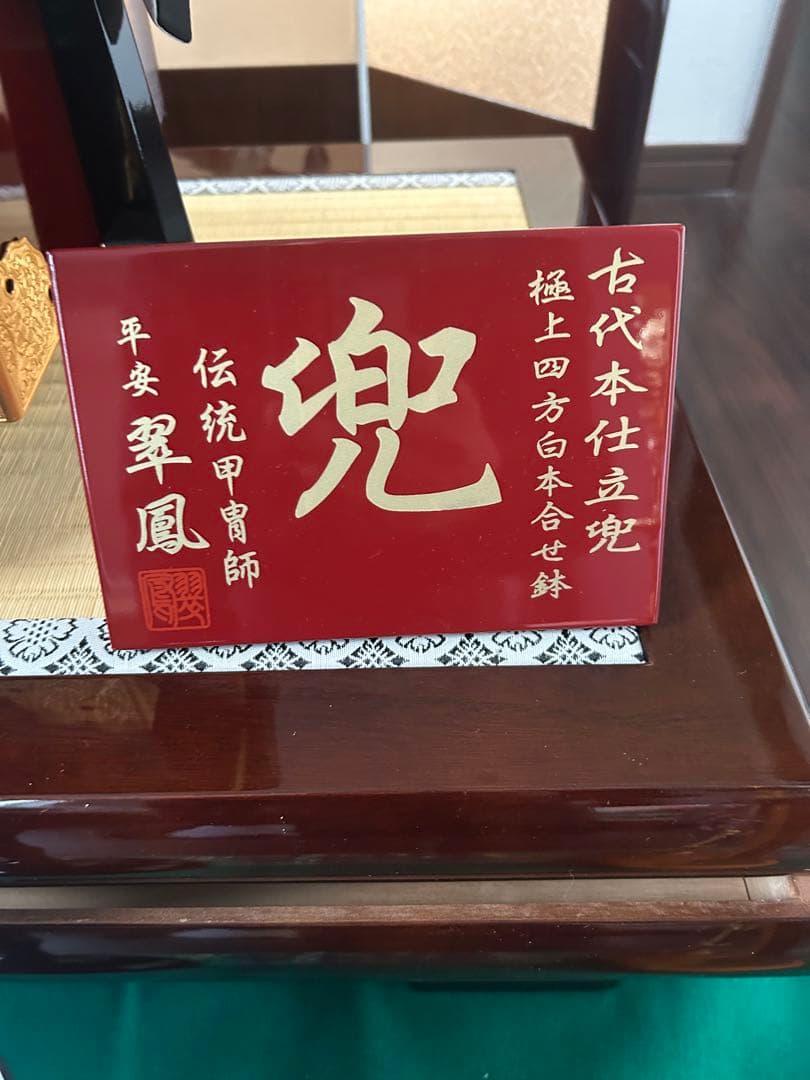 古代本仕立兜
極上四方白本合せ鉢
兜
伝統甲冑師
平安 翠鳳